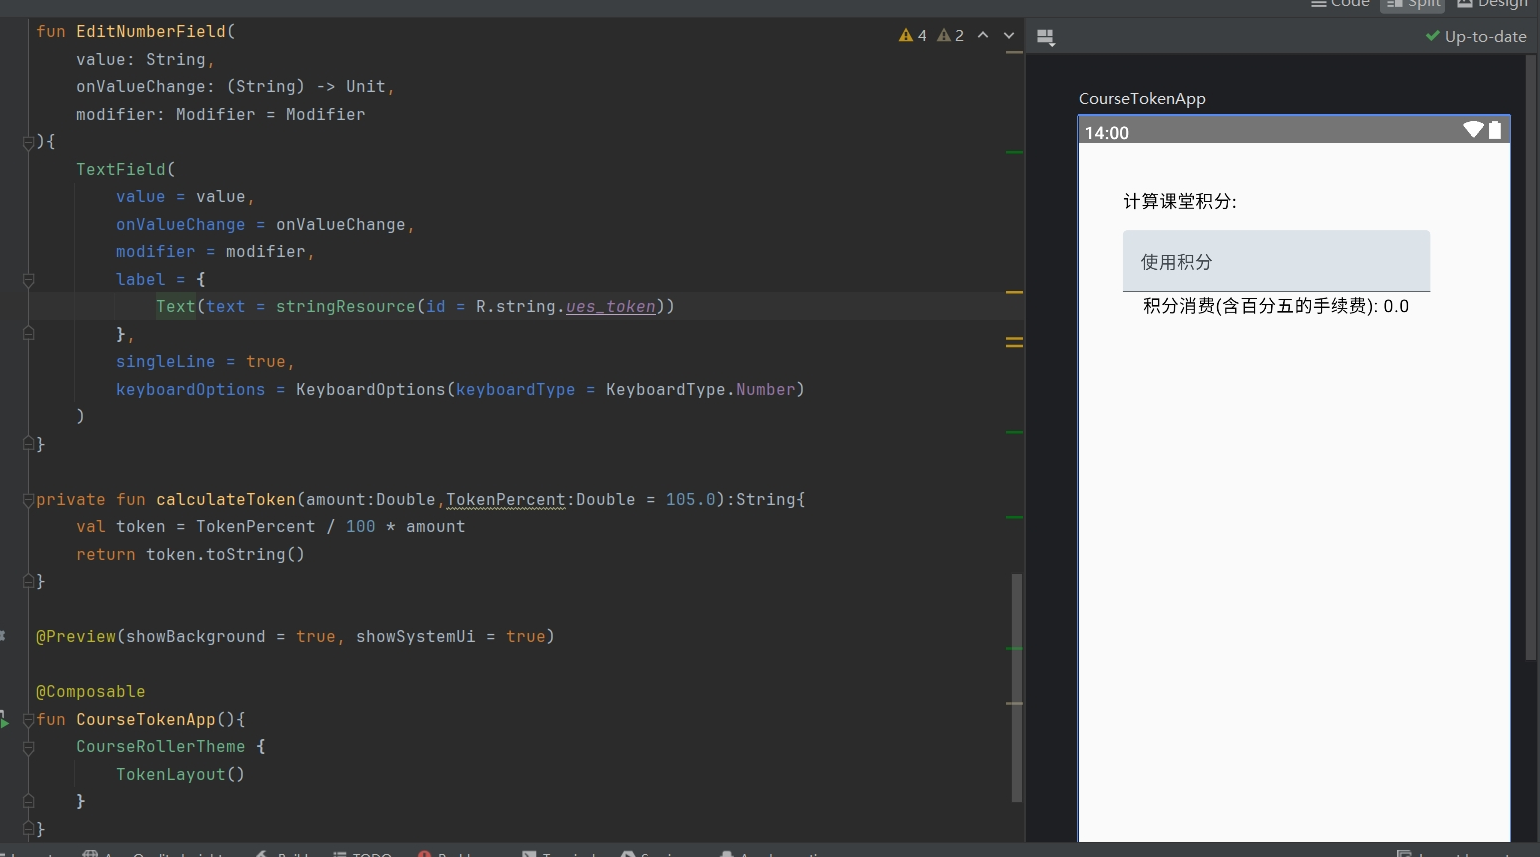 Code Split Design
fun EditNumberField(
4 2
value: String,
onValueChange: (String) -> Unit,
modifier: Modifier = Modifier
){
TextField(
value = value,
onValueChange = onValueChange,
modifier = modifier,
label = {
Text(text = stringResource(id = R.string.ues_token))
},
singleLine = true,
keyboardOptions = KeyboardOptions(keyboardType = KeyboardType.Number)
)
}
private fun calculateToken(amount:Double,TokenPercent:Double = 105.0):String{
val token = TokenPercent / 100 * amount
return token.toString()
}
@Preview(showBackground = true, showSystemUi = true)
@Composable
fun CourseTokenApp(){
CourseRollerTheme {
TokenLayout()
}
}
Up-to-date
CourseTokenApp
14:00
计算课堂积分:
使用积分
积分消费(含百分五的手续费): 0.0
TODO